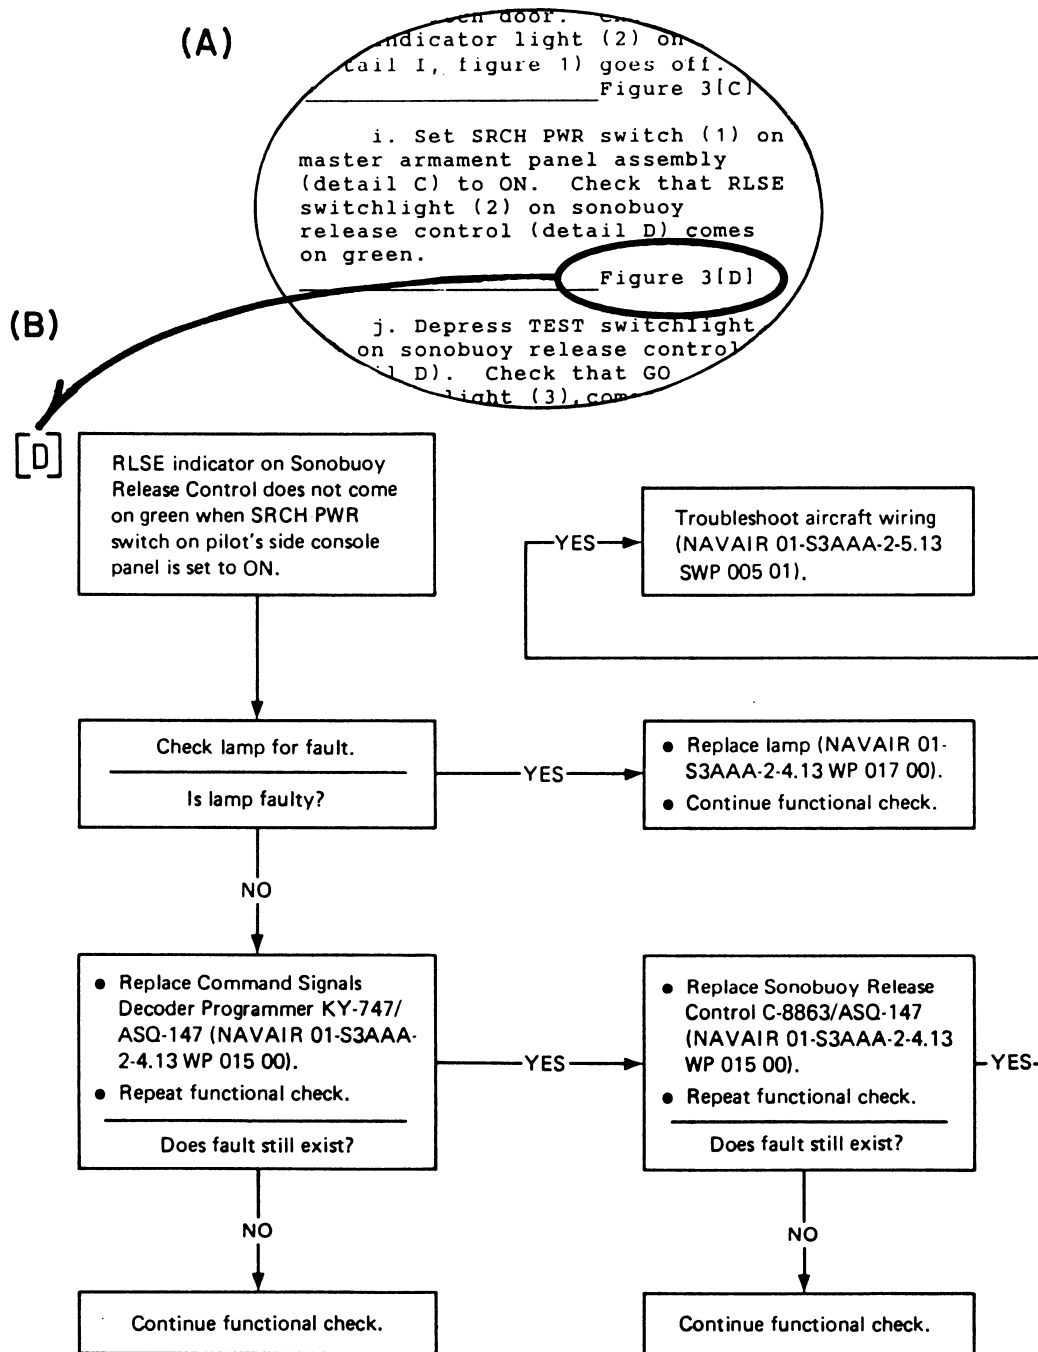 (A)
door.
indicator light (2) on
figure 1) goes off.
Figure 3[C]
i. Set SRCH PWR switch (1) on
master armament panel assembly
(detail C) to ON. Check that RLSE
switchlight (2) on sonobuoy
release control (detail D) comes
on green.
Figure 3[D]
j. Depress TEST switchlight
on sonobuoy release control
D). Check that GO
light (3)
(B)
[D]
RLSE indicator on Sonobuoy
Release Control does not come
on green when SRCH PWR
switch on pilot's side console
panel is set to ON.
YES
Troubleshoot aircraft wiring
(NAVAIR 01-S3AAA-2-5.13
SWP 005 01).
Check lamp for fault.
Is lamp faulty?
YES
● Replace lamp (NAVAIR 01-
S3AAA-2-4.13 WP 017 00).
● Continue functional check.
NO
● Replace Command Signals
Decoder Programmer KY-747/
ASQ-147 (NAVAIR 01-S3AAA-
2-4.13 WP 015 00).
● Repeat functional check.
Does fault still exist?
YES
● Replace Sonobuoy Release
Control C-8863/ASQ-147
(NAVAIR 01-S3AAA-2-4.13
WP 015 00).
● Repeat functional check.
Does fault still exist?
YES
NO
NO
Continue functional check.
Continue functional check.